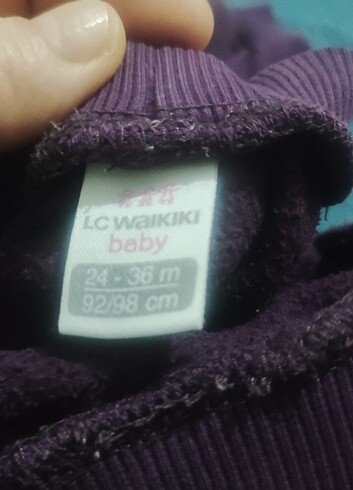 LC WAIKIKI
baby
24 - 36 m
92/98 cm